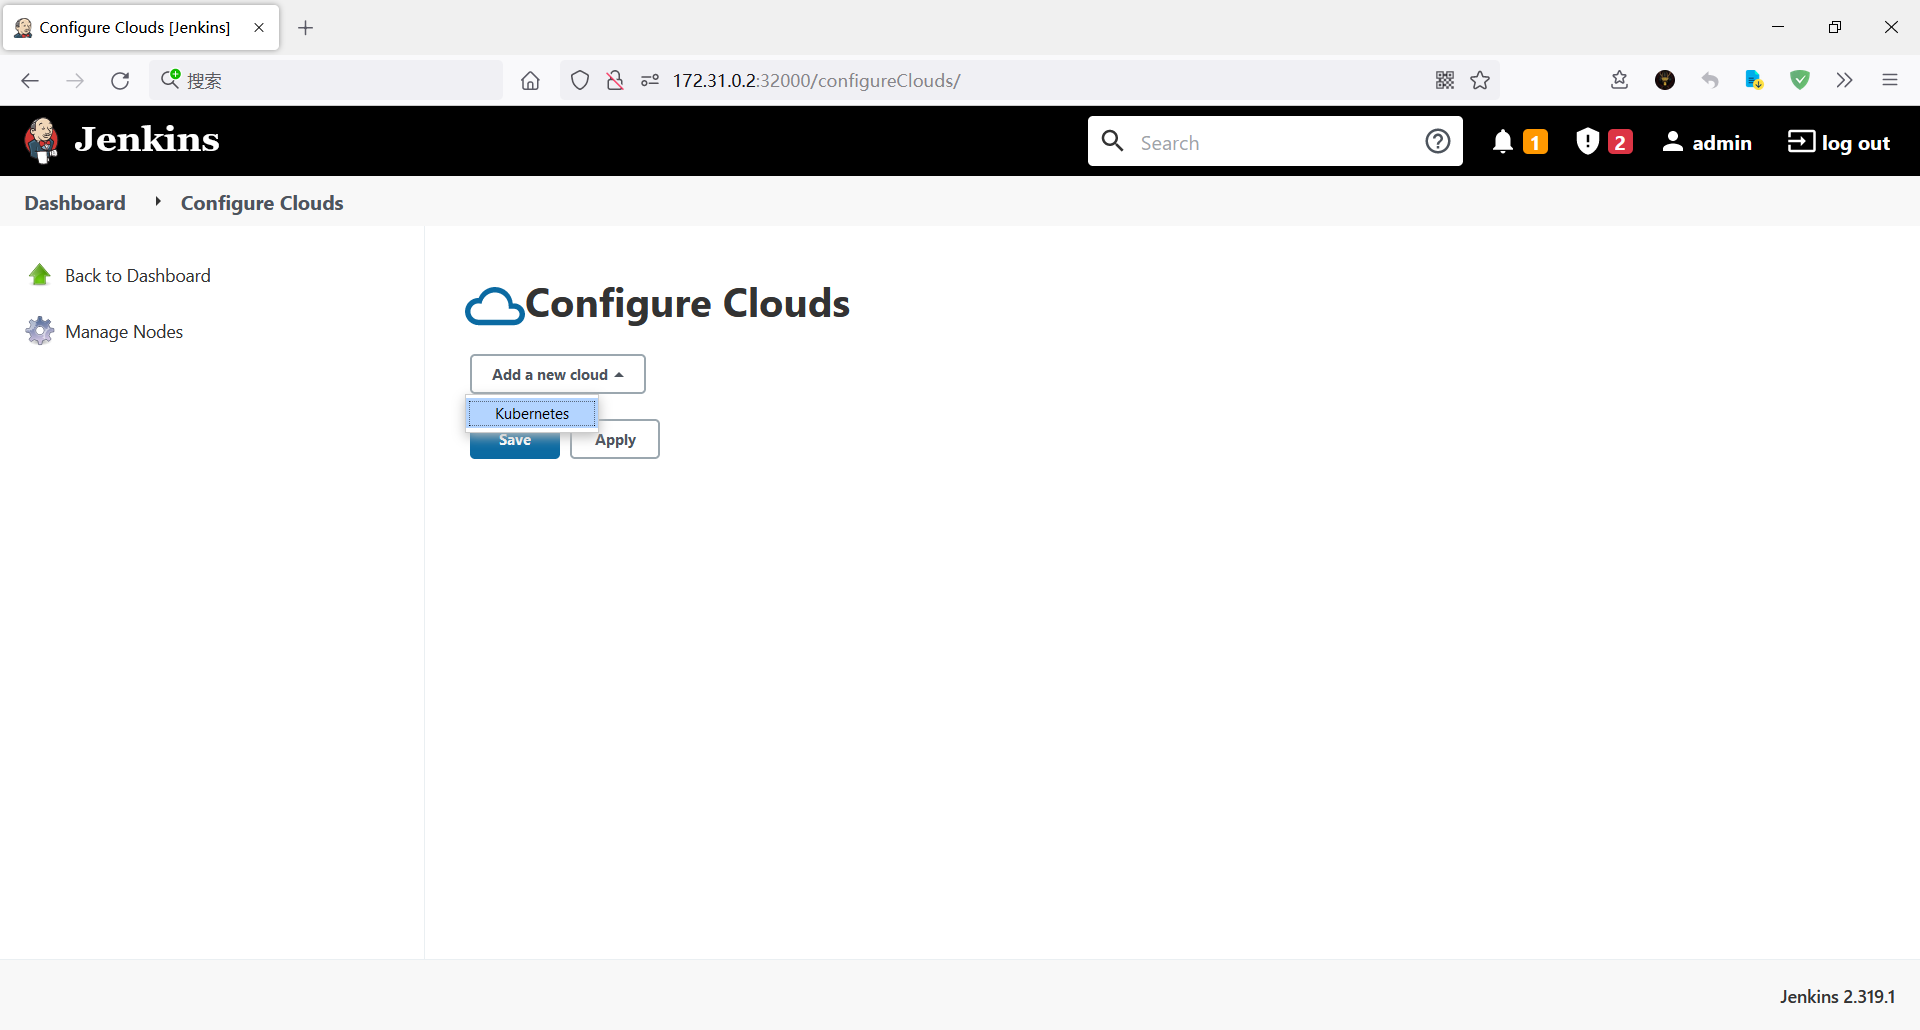 Configure Clouds [Jenkins]
搜索
172.31.0.2:32000/configureClouds/
Jenkins
Search
1
2
admin
log out
Dashboard
Configure Clouds
Back to Dashboard
Manage Nodes
Configure Clouds
Add a new cloud
Kubernetes
Save
Apply
Jenkins 2.319.1